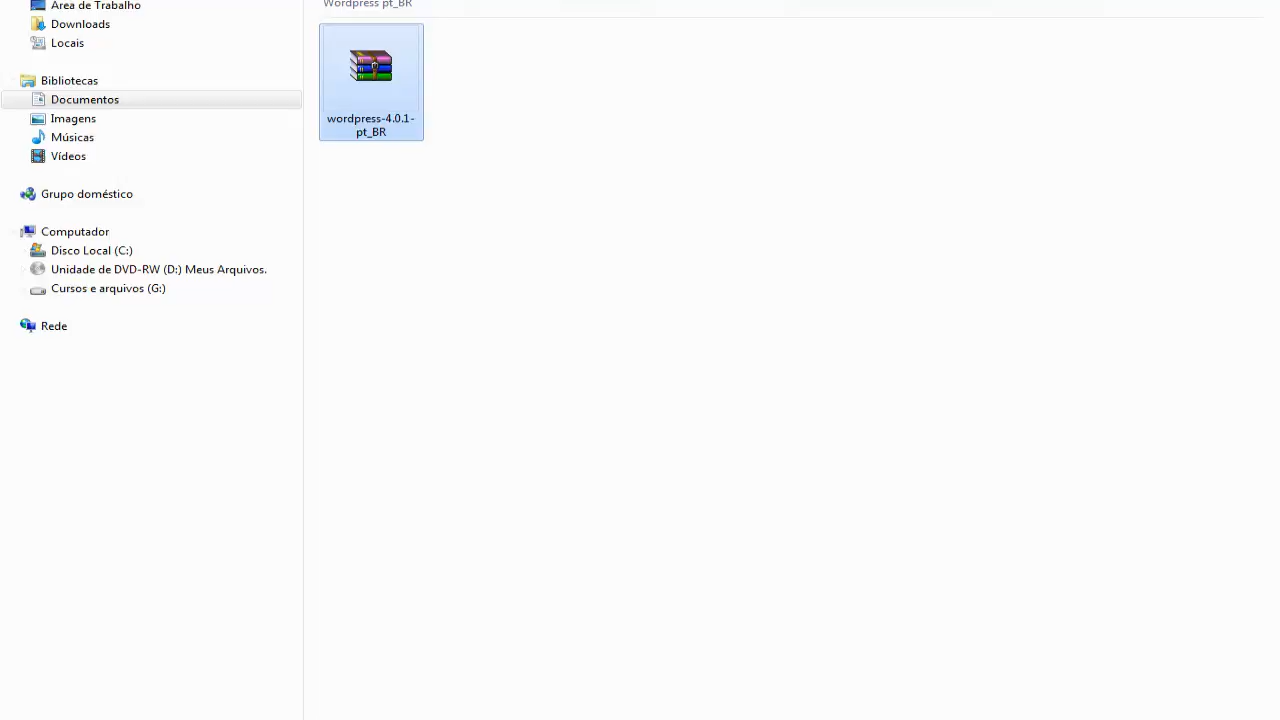 Área de Trabalho
Downloads
Locais
Bibliotecas
Documentos
Imagens
Músicas
Vídeos
Grupo doméstico
Computador
Disco Local (C:)
Unidade de DVD-RW (D:) Meus Arquivos.
Cursos e arquivos (G:)
Rede
Wordpress pt_BR
wordpress-4.0.1-
pt_BR